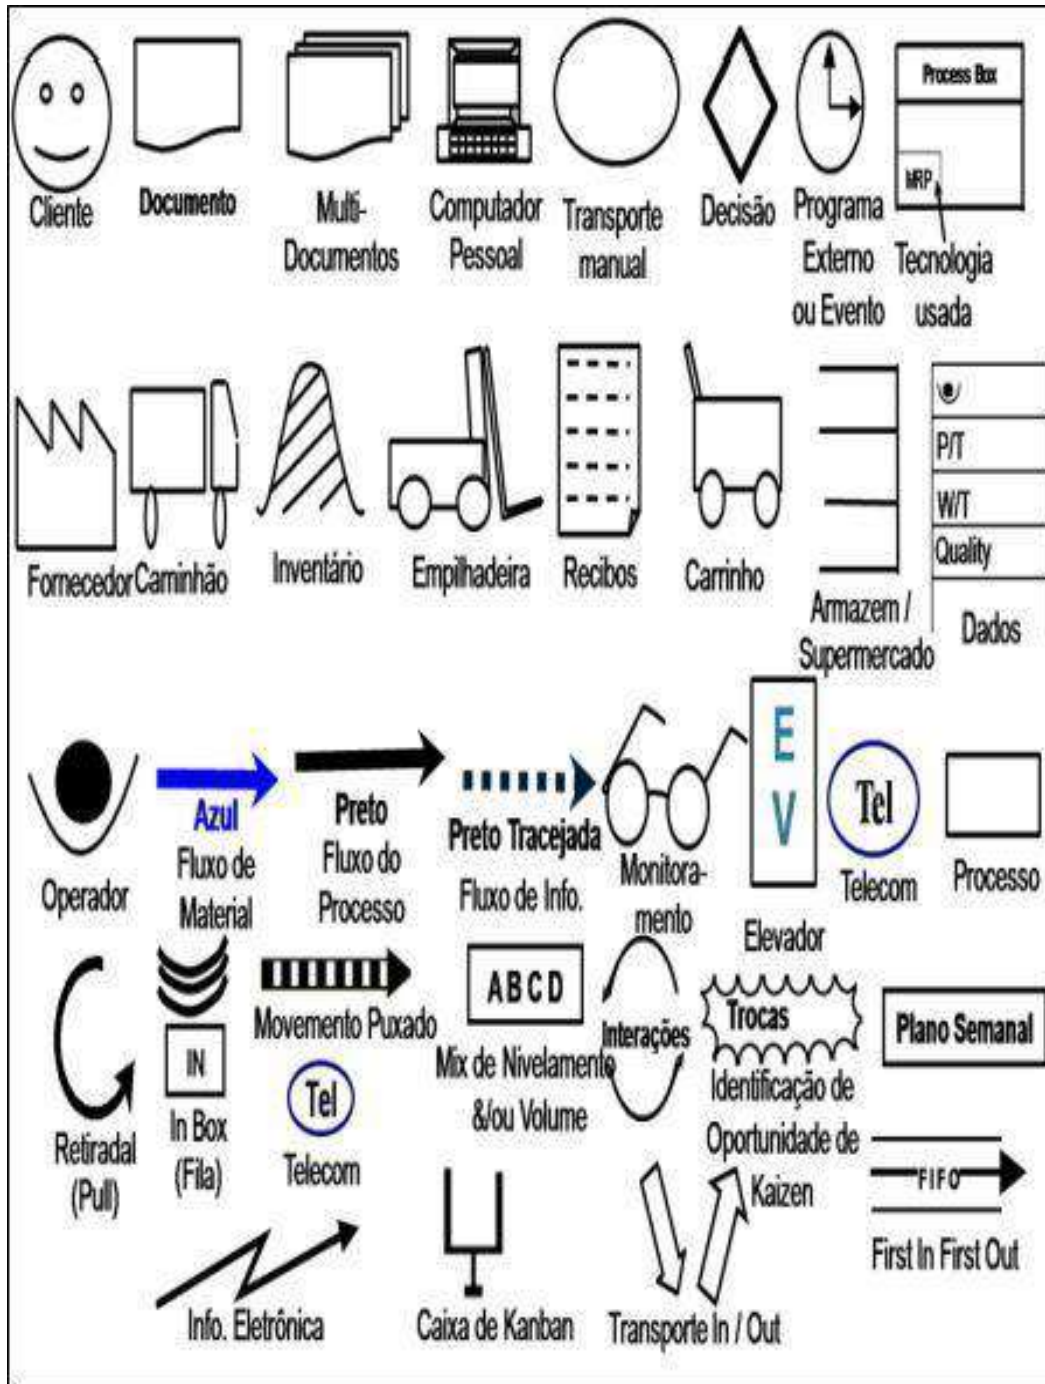 Process Box
MRP
Cliente
Documento
Multi-
Documentos
Computador
Pessoal
Transporte
manual
Decisão
Programa
Externo
ou Evento
Tecnologia
usada
P/T
W/T
Quality
Fornecedor
Caminhão
Inventário
Empilhadeira
Recibos
Carrinho
Armazem /
Supermercado
Dados
E
V
Tel
Operador
Azul
Fluxo de
Material
Preto
Fluxo do
Processo
Preto Tracejada
Fluxo de Info.
Monitora-
mento
Elevador
Telecom
Processo
Retiradal
(Pull)
IN
In Box
(Fila)
Movemento Puxado
Tel
Telecom
ABCD
Mix de Nivelamento
&/ou Volume
Interações
Trocas
Identificação de
Oportunidade de
Kaizen
Plano Semanal
FIFO
First In First Out
Info. Eletrônica
Caixa de Kanban
Transporte In / Out